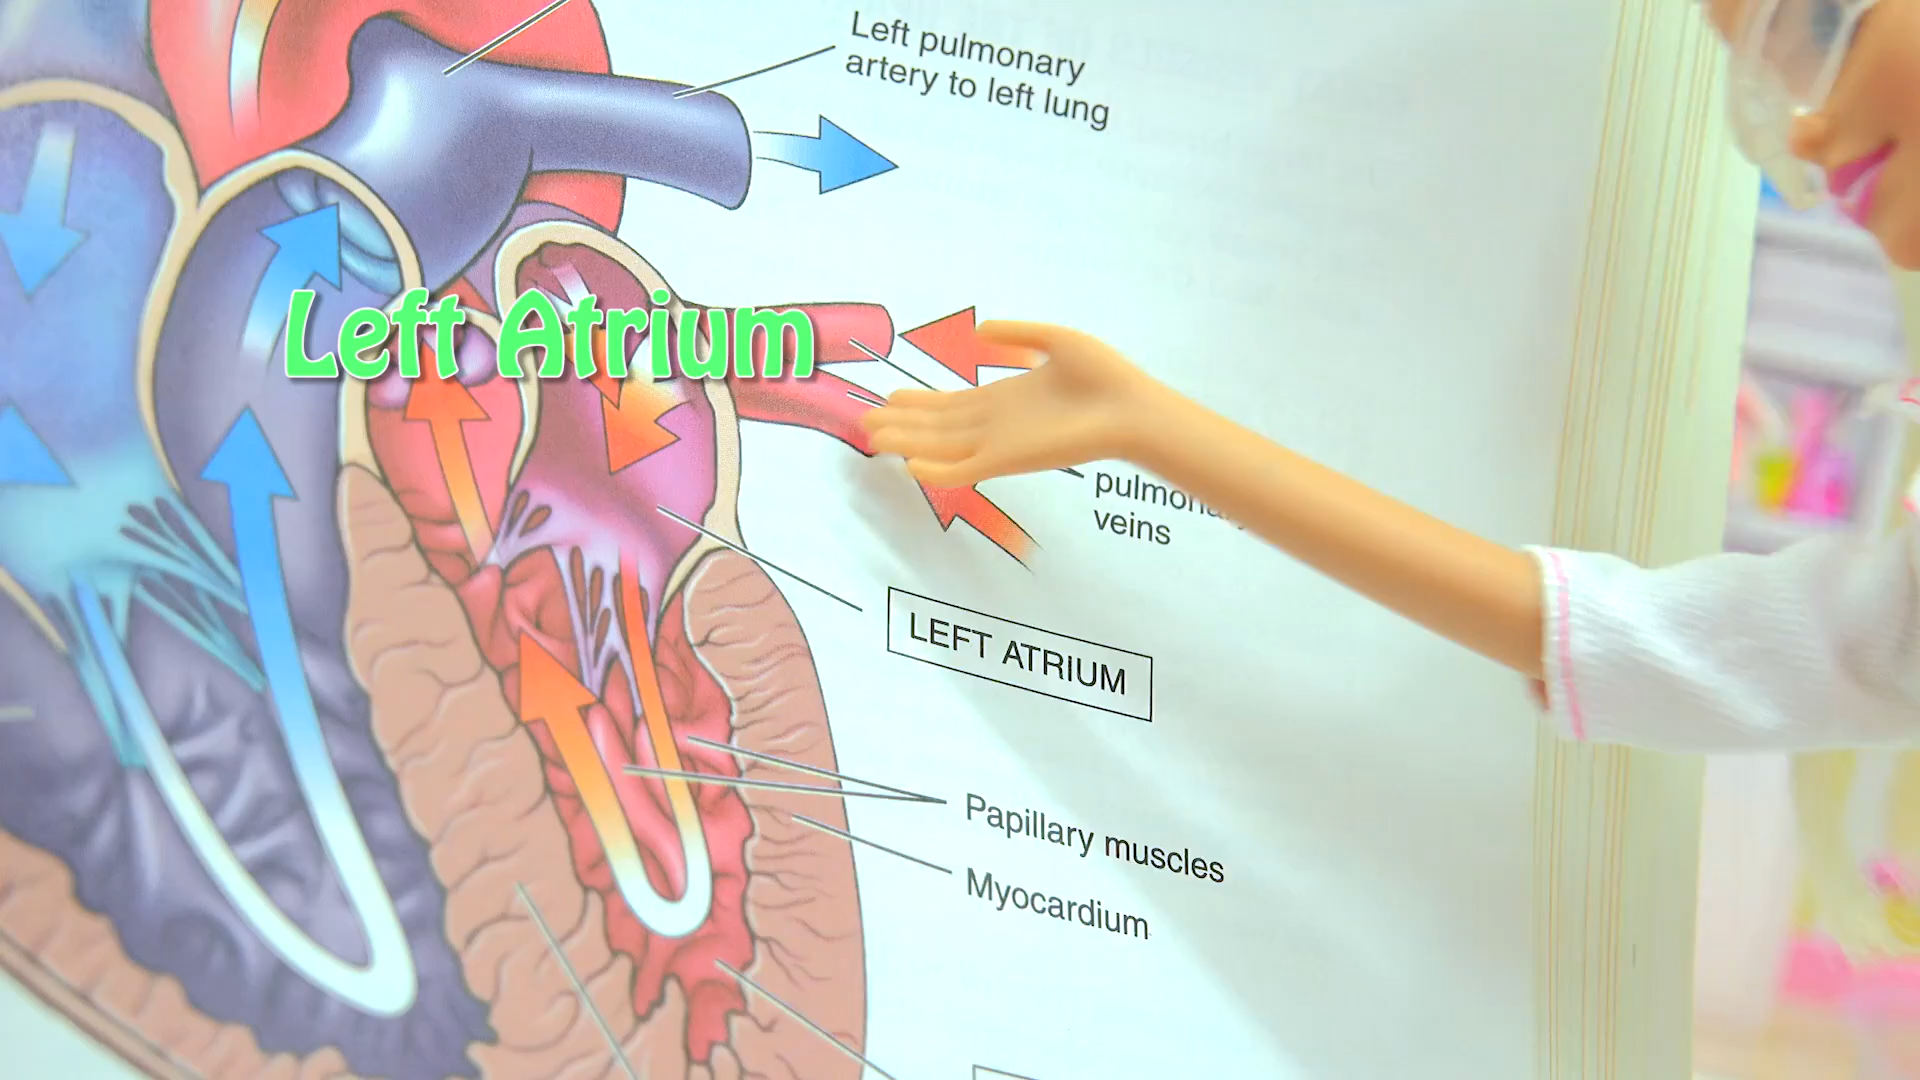 Left pulmonary
artery to left lung
Left Atrium
veins
LEFT ATRIUM
Papillary muscles
Myocardium